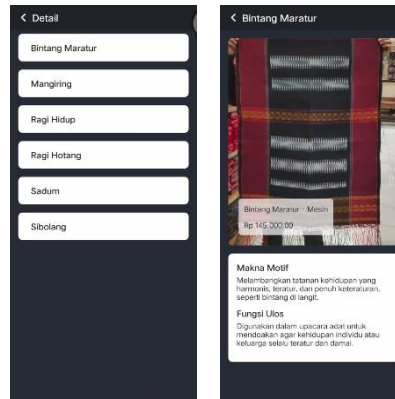 Detail
Bintang Maratur
Mangiring
Ragi Hidup
Ragi Hotang
Sadum
Sibolang
Bintang Maratur
Bintang Maratur - Mesin
Rp 145.000,00
Makna Motif
Melambangkan tatanan kehidupan yang
harmonis, teratur, dan penuh keteraturan,
seperti bintang di langit.
Fungsi Ulos
Digunakan dalam upacara adat untuk
mendoakan agar kehidupan individu atau
keluarga selalu teratur dan damai.